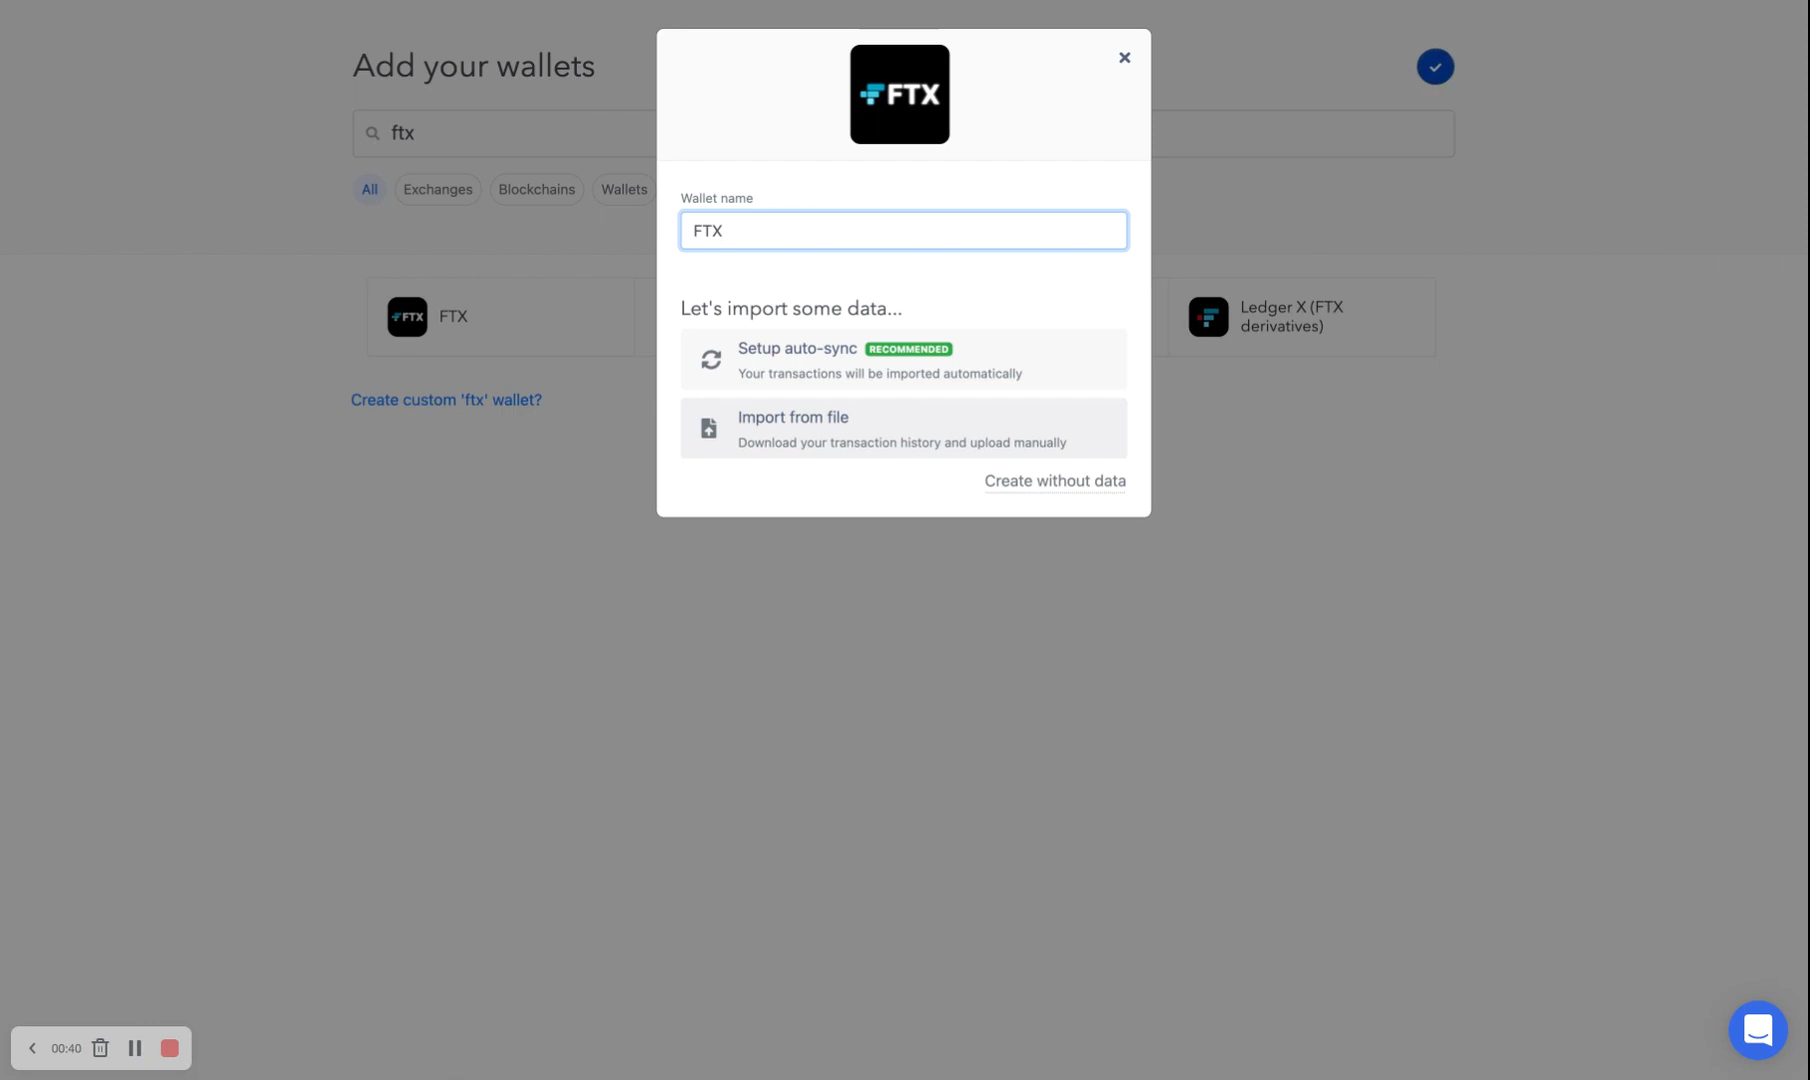 Add your wallets
ftx
All
Exchanges
Blockchains
Wallets
FTX
FTX
Ledger X (FTX
derivatives)
Create custom 'ftx' wallet?
FTX
Wallet name
FTX
Let's import some data...
Setup auto-sync RECOMMENDED
Your transactions will be imported automatically
Import from file
Download your transaction history and upload manually
Create without data
00:40